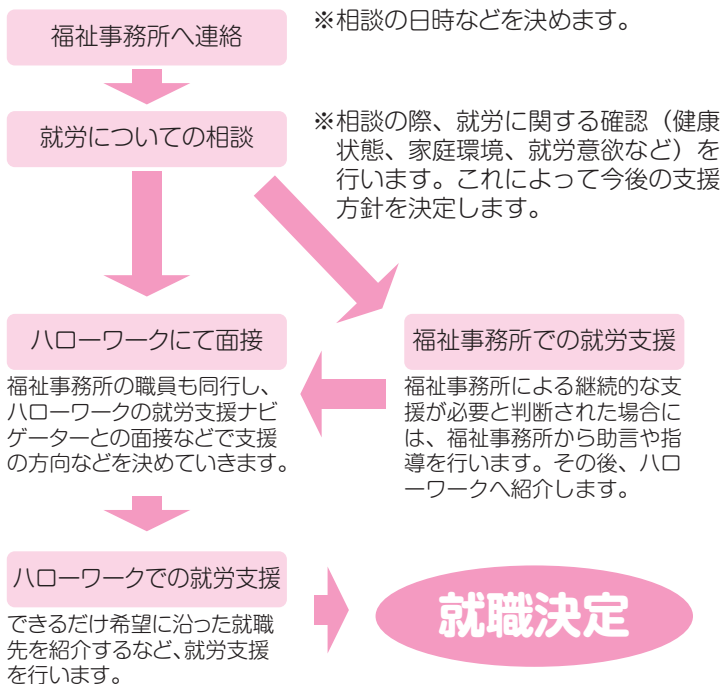 福祉事務所へ連絡
※相談の日時などを決めます。
就労についての相談
※相談の際、就労に関する確認（健康
状態、家庭環境、就労意欲など）を
行います。これによって今後の支援
方針を決定します。
ハローワークにて面接
福祉事務所の職員も同行し、
ハローワークの就労支援ナビ
ゲーターとの面接などで支援
の方向などを決めていきます。
福祉事務所での就労支援
福祉事務所による継続的な支
援が必要と判断された場合に
は、福祉事務所から助言や指
導を行います。その後、ハロ
ーワークへ紹介します。
ハローワークでの就労支援
できるだけ希望に沿った就職
先を紹介するなど、就労支援
を行います。
就職決定